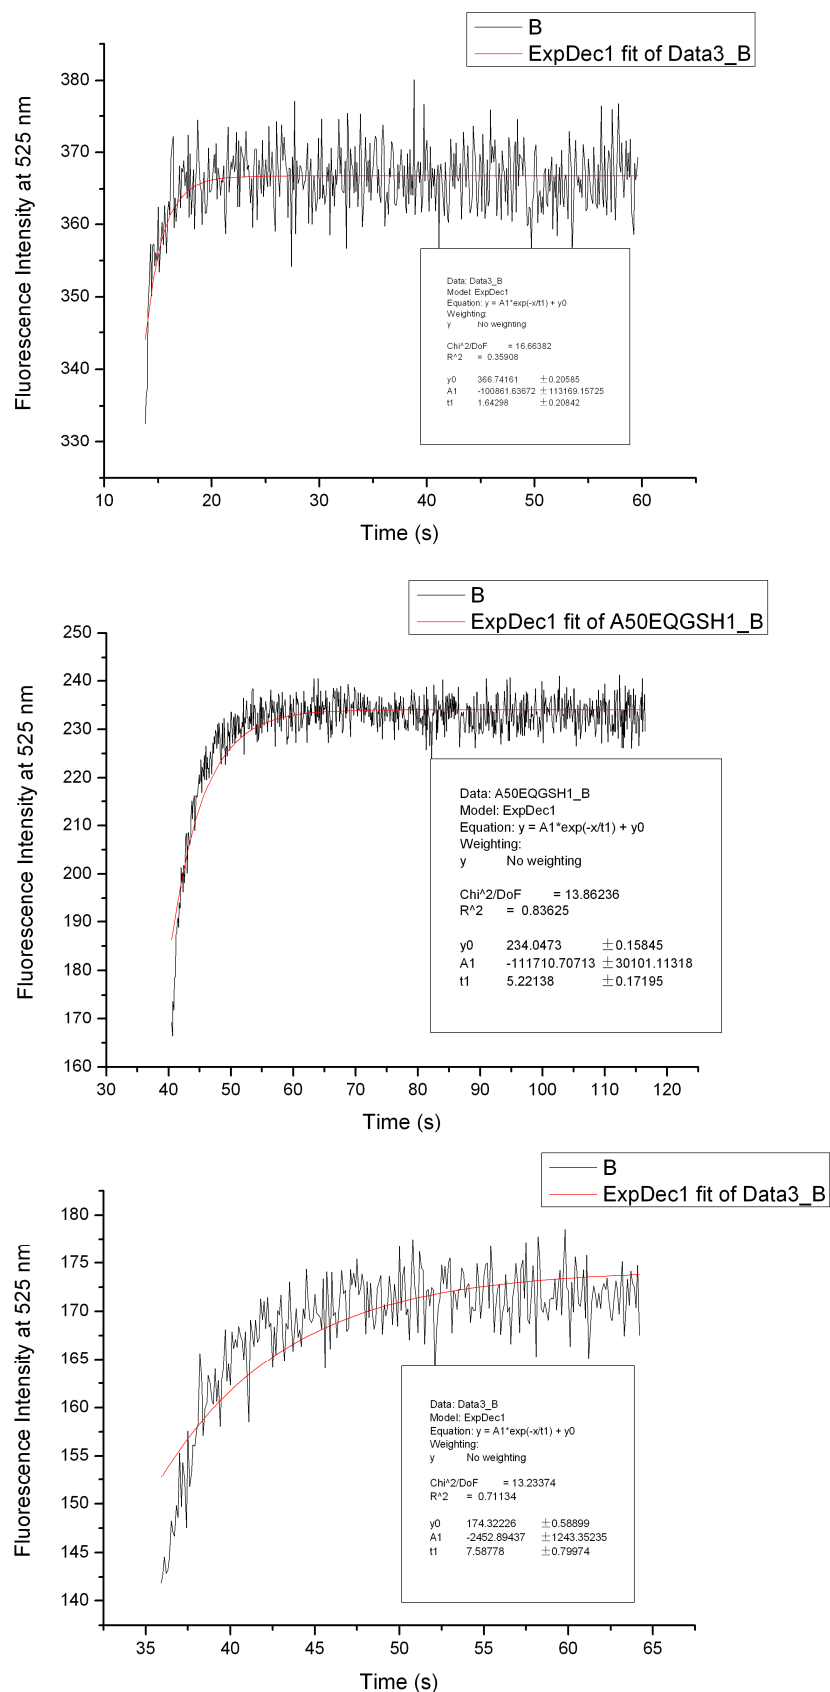 B
ExpDec1 fit of Data3_B
Fluorescence Intensity at 525 nm
380
370
360
350
340
330
Data: Data3_B
Model: ExpDec1
Equation: y = A1*exp(-x/t1) + y0
Weighting:
y No weighting
Chi^2/DoF = 16.66382
R^2 = 0.35908
y0 366.74161 ±0.20585
A1 -100861.63672 ±113169.15725
t1 1.64298 ±0.20842
10 20 30 40 50 60
Time (s)
B
ExpDec1 fit of A50EQGSH1_B
Fluorescence Intensity at 525 nm
250
240
230
220
210
200
190
180
170
160
Data: A50EQGSH1_B
Model: ExpDec1
Equation: y = A1*exp(-x/t1) + y0
Weighting:
y No weighting
Chi^2/DoF = 13.86236
R^2 = 0.83625
y0 234.0473 ±0.15845
A1 -111710.70713 ±30101.11318
t1 5.22138 ±0.17195
30 40 50 60 70 80 90 100 110 120
Time (s)
B
ExpDec1 fit of Data3_B
Fluorescence Intensity at 525 nm
180
175
170
165
160
155
150
145
140
Data: Data3_B
Model: ExpDec1
Equation: y = A1*exp(-x/t1) + y0
Weighting:
y No weighting
Chi^2/DoF = 13.23374
R^2 = 0.71134
y0 174.32226 ±0.58899
A1 -2452.89437 ±1243.35235
t1 7.58778 ±0.79974
35 40 45 50 55 60 65
Time (s)